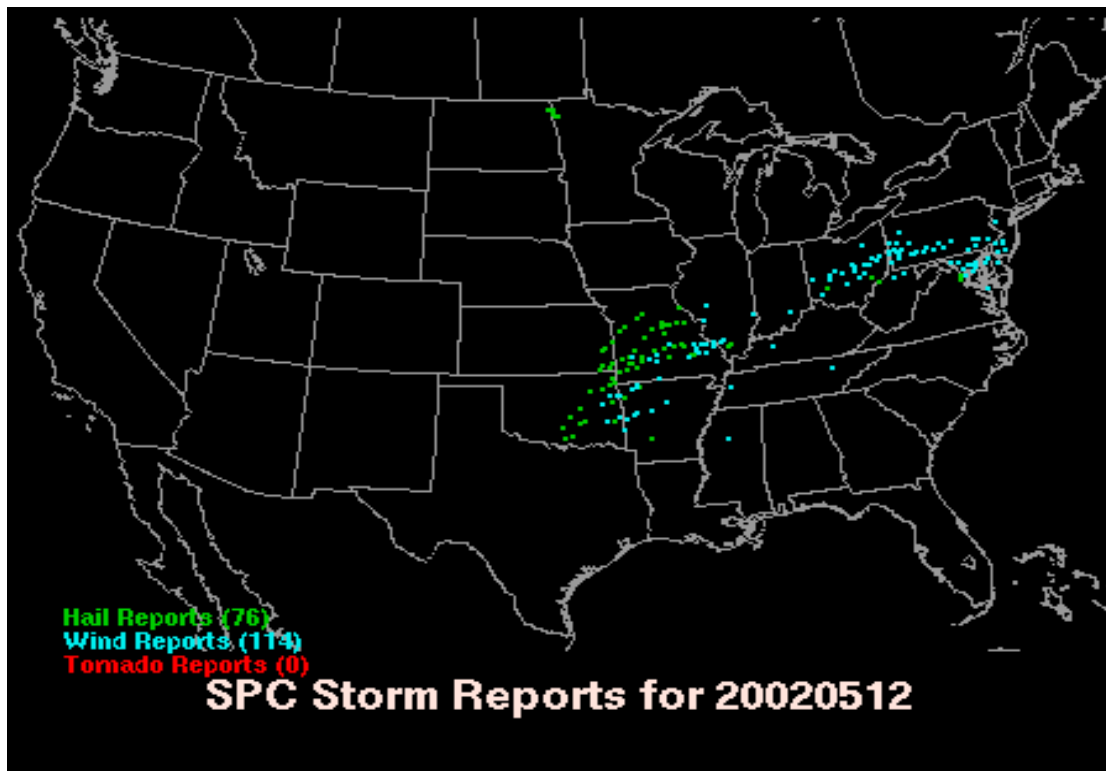 Hail Reports (76)
Wind Reports (114)
Tornado Reports (0)
SPC Storm Reports for 20020512